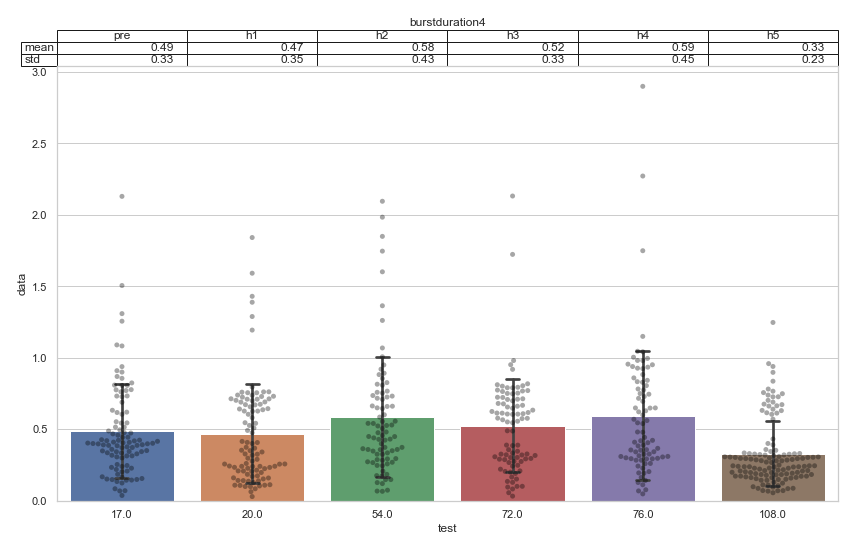 burstduration4
pre h1 h2 h3 h4 h5
mean 0.49 0.47 0.58 0.52 0.59 0.33
std 0.33 0.35 0.43 0.33 0.45 0.23
3.0
2.5
2.0
1.5
1.0
0.5
0.0
data
17.0 20.0 54.0 72.0 76.0 108.0
test